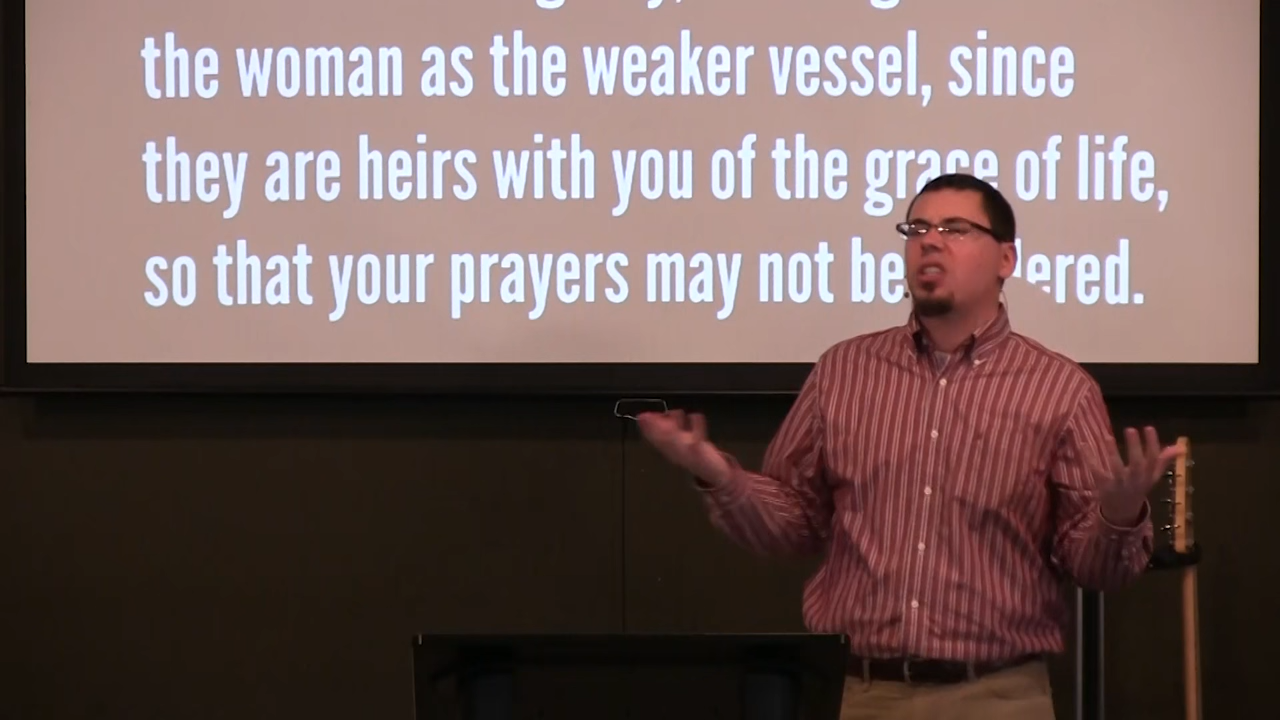 the woman as the weaker vessel, since
they are heirs with you of the grace of life,
so that your prayers may not be